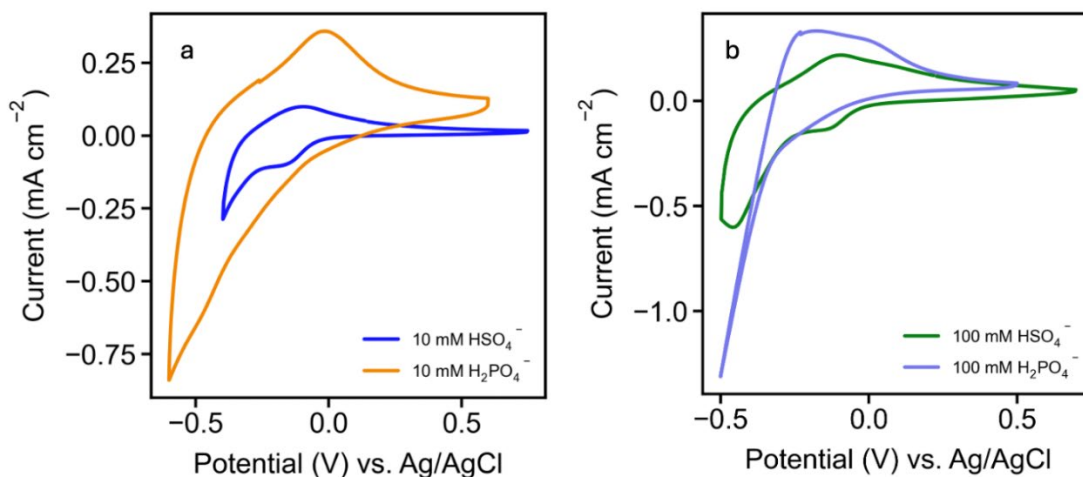 a
0.25
0.00
−0.25
−0.50
−0.75
Current (mA cm⁻²)
10 mM HSO₄⁻
10 mM H₂PO₄⁻
−0.5
0.0
0.5
Potential (V) vs. Ag/AgCl
b
0.0
−0.5
−1.0
Current (mA cm⁻²)
100 mM HSO₄⁻
100 mM H₂PO₄⁻
−0.5
0.0
0.5
Potential (V) vs. Ag/AgCl